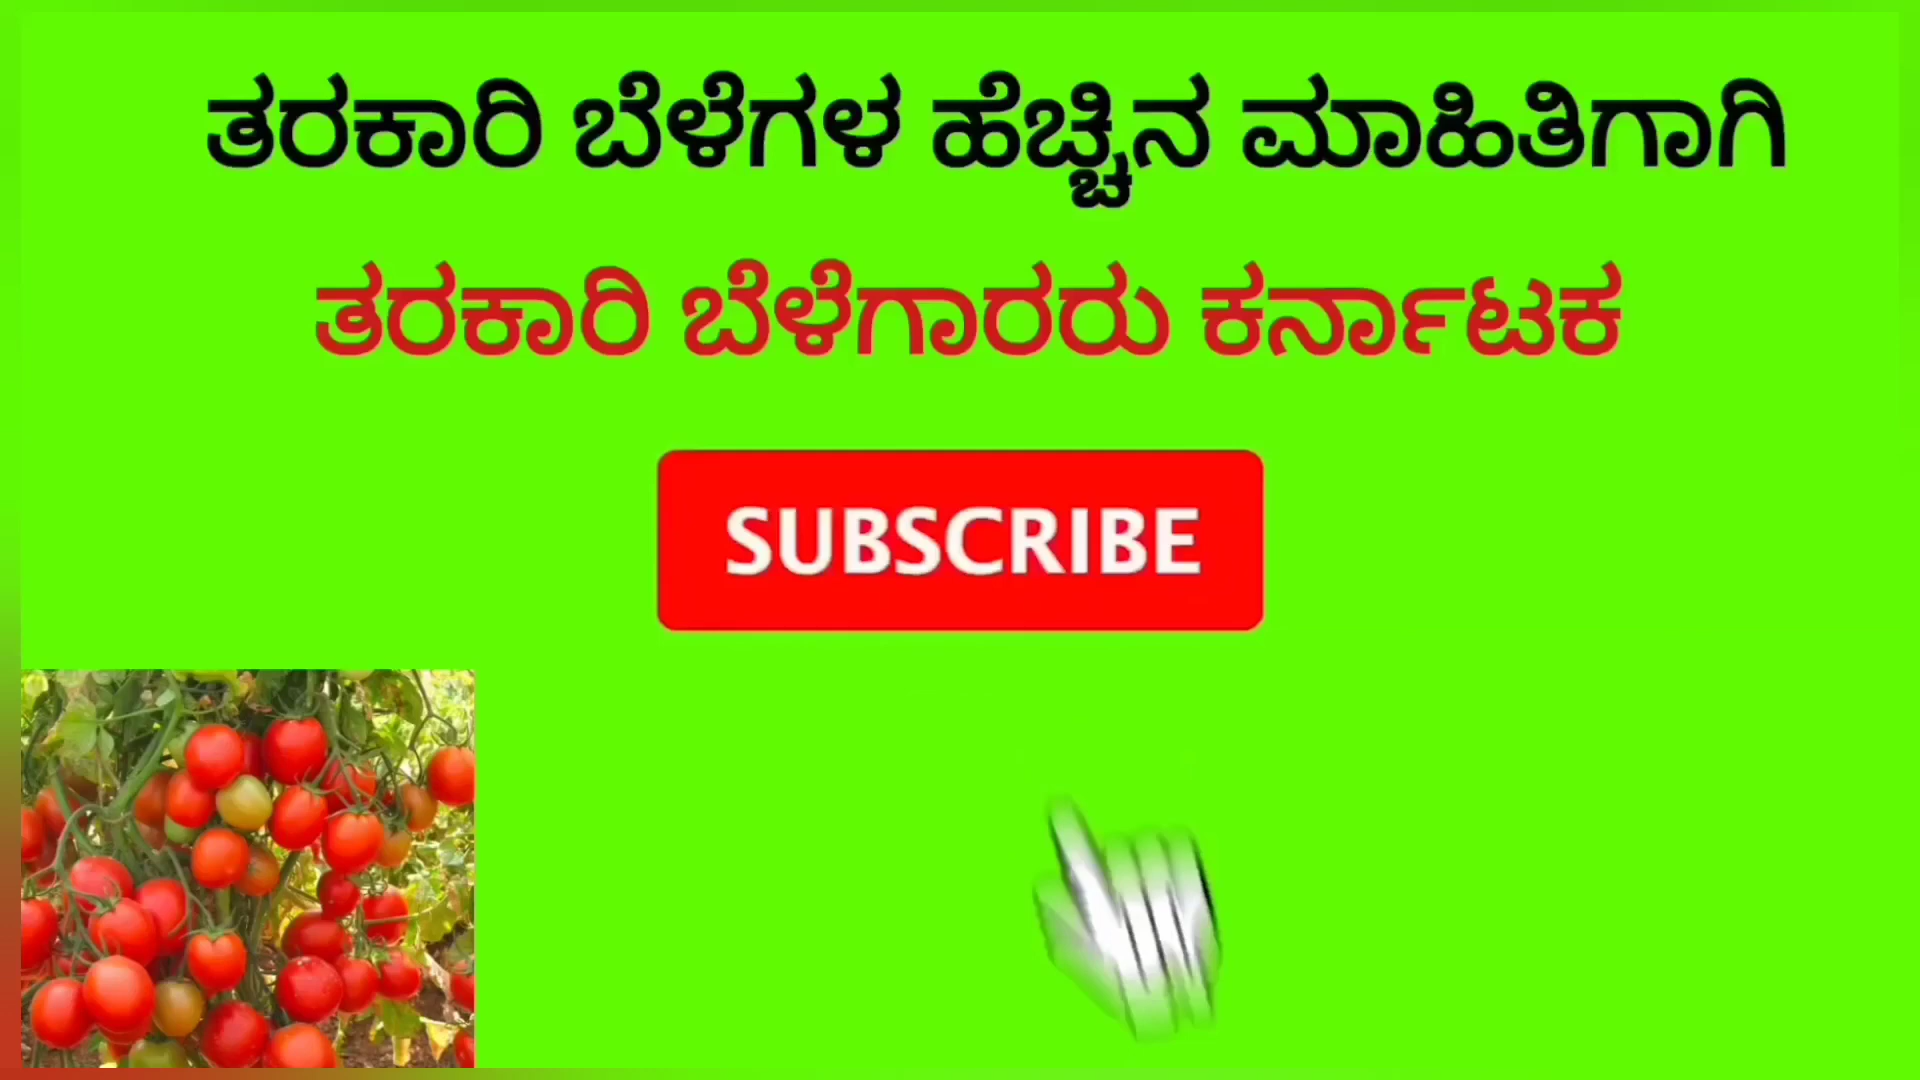 ತರಕಾರಿ ಬೆಳೆಗಳ ಹೆಚ್ಚಿನ ಮಾಹಿತಿಗಾಗಿ
ತರಕಾರಿ ಬೆಳೆಗಾರರು ಕರ್ನಾಟಕ
SUBSCRIBE